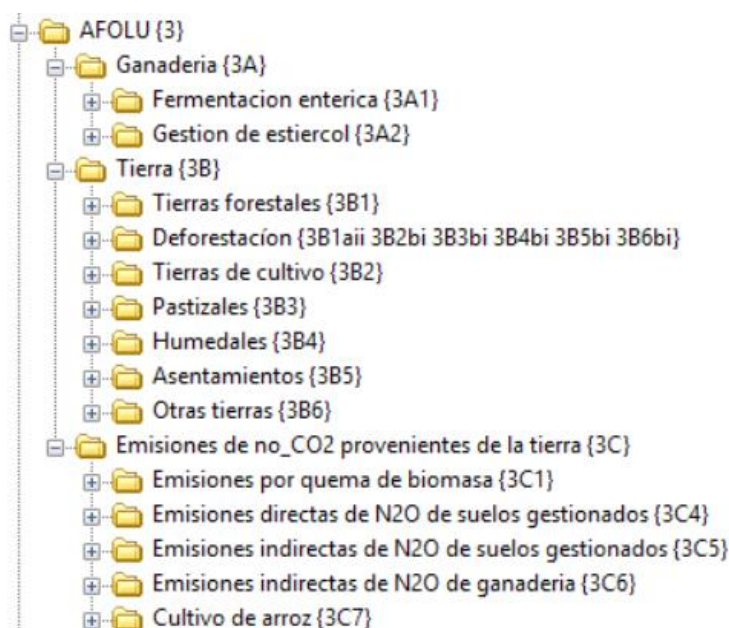 AFOLU {3}
Ganaderia {3A}
Fermentacion enterica {3A1}
Gestion de estiercol {3A2}
Tierra {3B}
Tierras forestales {3B1}
Deforestacíon {3B1aii 3B2bi 3B3bi 3B4bi 3B5bi 3B6bi}
Tierras de cultivo {3B2}
Pastizales {3B3}
Humedales {3B4}
Asentamientos {3B5}
Otras tierras {3B6}
Emisiones de no_CO2 provenientes de la tierra {3C}
Emisiones por quema de biomasa {3C1}
Emisiones directas de N2O de suelos gestionados {3C4}
Emisiones indirectas de N2O de suelos gestionados {3C5}
Emisiones indirectas de N2O de ganaderia {3C6}
Cultivo de arroz {3C7}